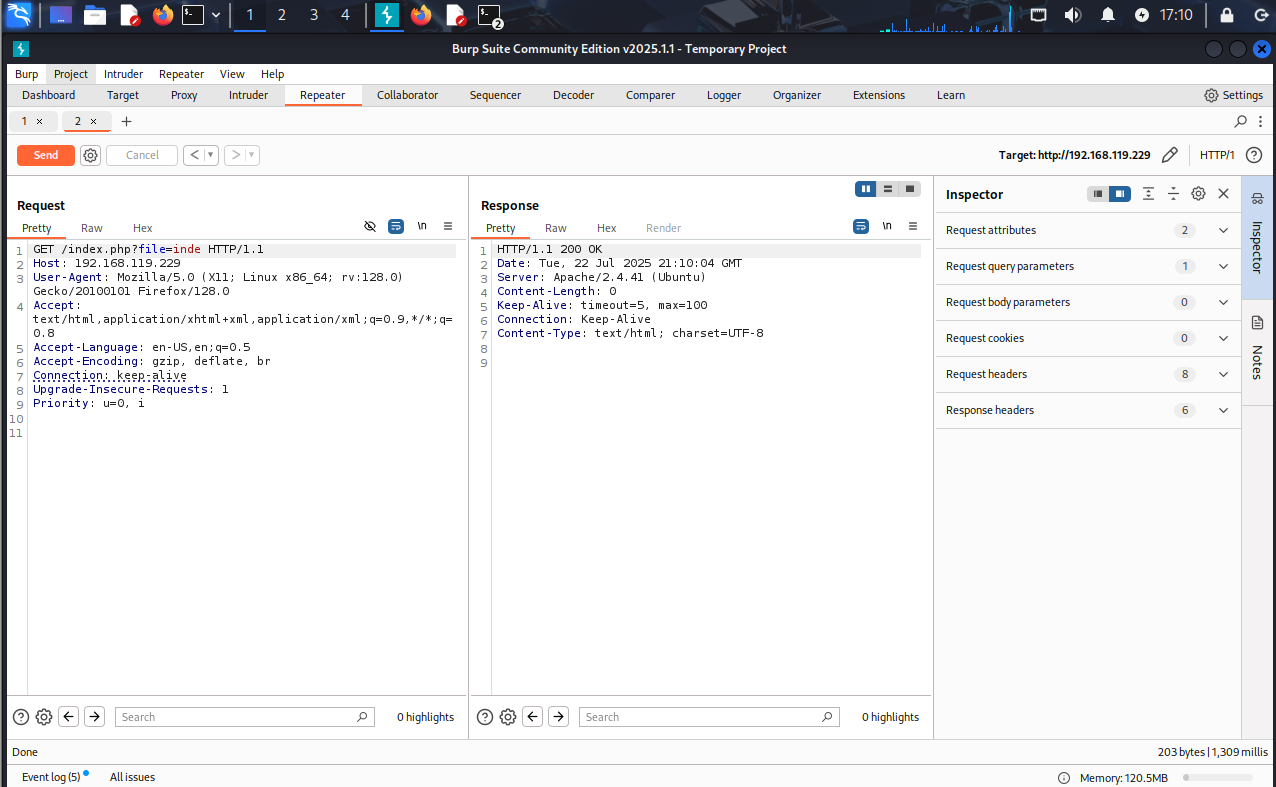 1 2 3 4 2 17:10
Burp Suite Community Edition v2025.1.1 - Temporary Project
Burp Project Intruder Repeater View Help
Dashboard Target Proxy Intruder Repeater Collaborator Sequencer Decoder Comparer Logger Organizer Extensions Learn Settings
1 × 2 × +
Send Cancel < > Target: http://192.168.119.229 HTTP/1
Request
Pretty Raw Hex \n
1 GET /index.php?file=inde HTTP/1.1
2 Host: 192.168.119.229
3 User-Agent: Mozilla/5.0 (X11; Linux x86_64; rv:128.0)
Gecko/20100101 Firefox/128.0
4 Accept:
text/html,application/xhtml+xml,application/xml;q=0.9,*/*;q=
0.8
5 Accept-Language: en-US,en;q=0.5
6 Accept-Encoding: gzip, deflate, br
7 Connection: keep-alive
8 Upgrade-Insecure-Requests: 1
9 Priority: u=0, i
10
11
Search 0 highlights
Response
Pretty Raw Hex Render \n
1 HTTP/1.1 200 OK
2 Date: Tue, 22 Jul 2025 21:10:04 GMT
3 Server: Apache/2.4.41 (Ubuntu)
4 Content-Length: 0
5 Keep-Alive: timeout=5, max=100
6 Connection: Keep-Alive
7 Content-Type: text/html; charset=UTF-8
8
9
Search 0 highlights
Inspector
Request attributes 2
Request query parameters 1
Request body parameters 0
Request cookies 0
Request headers 8
Response headers 6
Inspector
Notes
Done 203 bytes | 1,309 millis
Event log (5) All issues Memory: 120.5MB